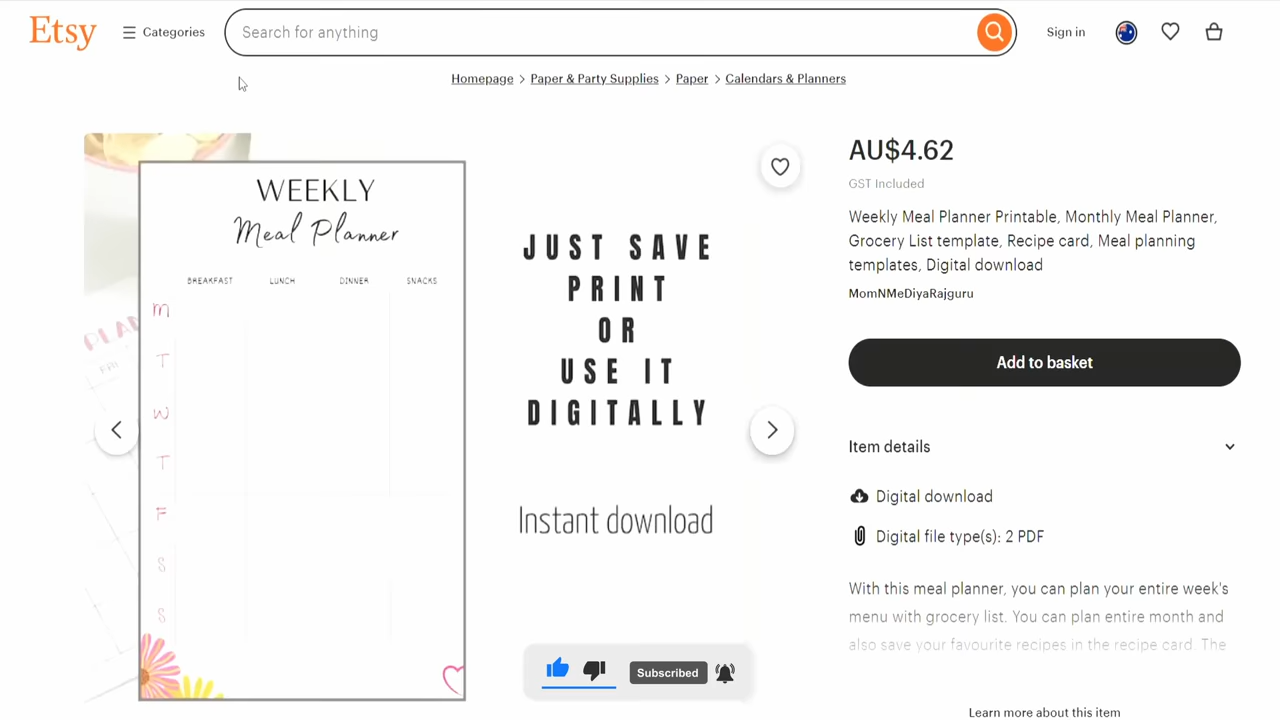 Etsy
Categories
Search for anything
Sign in
Homepage > Paper & Party Supplies > Paper > Calendars & Planners
WEEKLY
Meal Planner
BREAKFAST LUNCH DINNER SNACKS
M
T
W
T
F
S
S
PLAN
FRI
JUST SAVE
PRINT
OR
USE IT
DIGITALLY
Instant download
AU$4.62
GST Included
Weekly Meal Planner Printable, Monthly Meal Planner,
Grocery List template, Recipe card, Meal planning
templates, Digital download
MomNMeDiyaRajguru
Add to basket
Item details
Digital download
Digital file type(s): 2 PDF
With this meal planner, you can plan your entire week's
menu with grocery list. You can plan entire month and
also save your favourite recipes in the recipe card. The
Learn more about this item
Subscribed